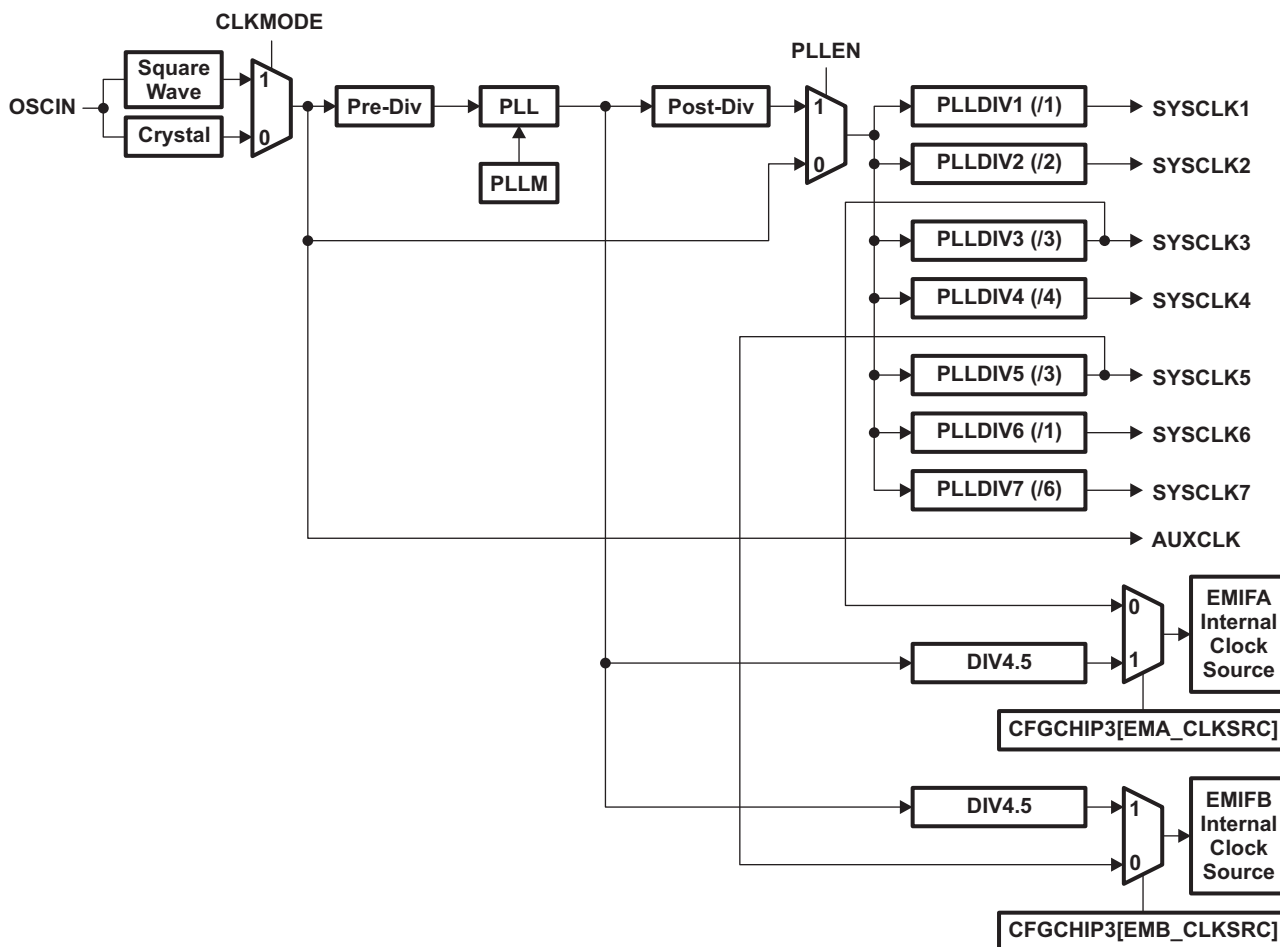 CLKMODE
PLLEN
OSCIN
Square
Wave
Crystal
1
0
Pre-Div
PLL
PLLM
Post-Div
1
0
PLLDIV1 (/1)
SYSCLK1
PLLDIV2 (/2)
SYSCLK2
PLLDIV3 (/3)
SYSCLK3
PLLDIV4 (/4)
SYSCLK4
PLLDIV5 (/3)
SYSCLK5
PLLDIV6 (/1)
SYSCLK6
PLLDIV7 (/6)
SYSCLK7
AUXCLK
0
1
DIV4.5
EMIFA
Internal
Clock
Source
CFGCHIP3[EMA_CLKSRC]
DIV4.5
1
0
EMIFB
Internal
Clock
Source
CFGCHIP3[EMB_CLKSRC]